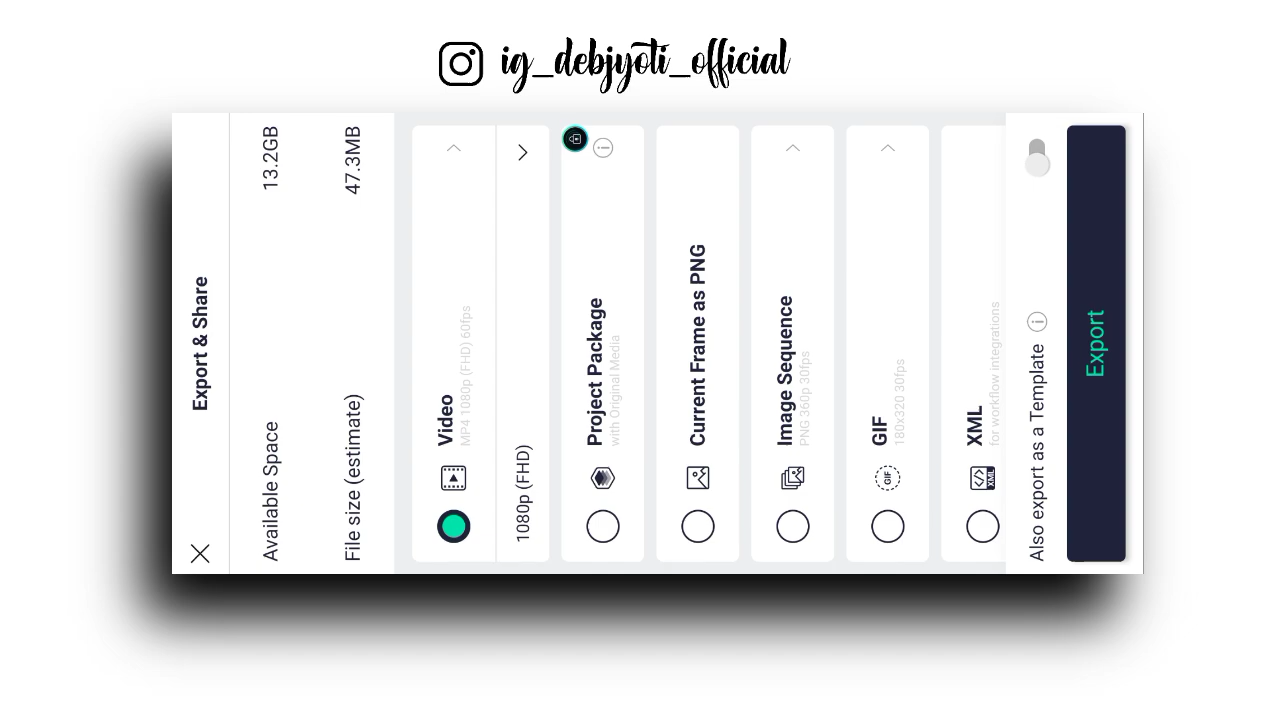 ig_debjyoti_official
Export & Share
Available Space 13.2GB
File size (estimate) 47.3MB
Video
MP4 1080p (FHD) 60fps
1080p (FHD)
Project Package
with Original Media
Current Frame as PNG
Image Sequence
PNG 360p 30fps
GIF
GIF
180x320 30fps
XML
XML
for workflow integrations
Also export as a Template
Export